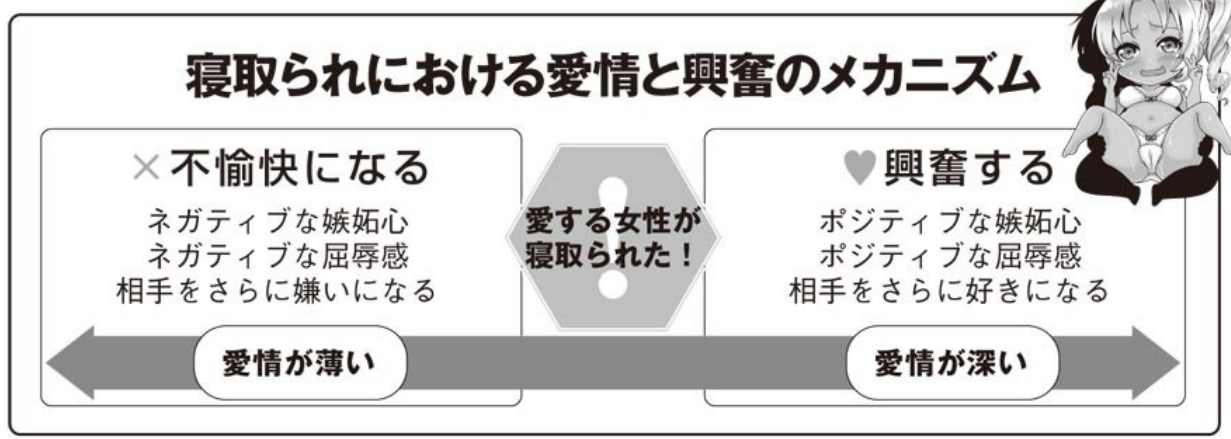 寝取られにおける愛情と興奮のメカニズム
×不愉快になる
ネガティブな嫉妬心
ネガティブな屈辱感
相手をさらに嫌いになる
愛する女性が
寝取られた！
♥興奮する
ポジティブな嫉妬心
ポジティブな屈辱感
相手をさらに好きになる
愛情が薄い
愛情が深い